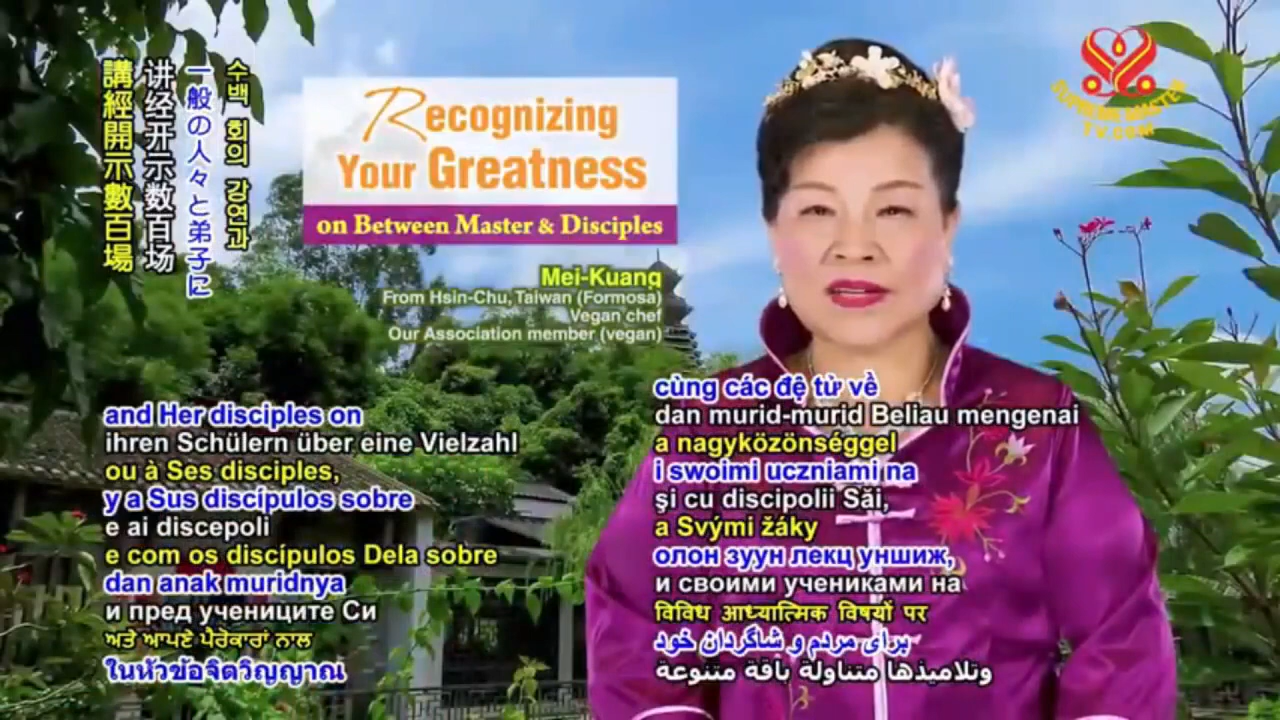 講經開示數百場
讲经开示数百场
一般の人々と弟子に
수백 회의 강연과
Recognizing
Your Greatness
on Between Master & Disciples
Mei-Kuang
From Hsin-Chu, Taiwan (Formosa)
Vegan chef
Our Association member (vegan)
SUPREME MASTER
TV.COM
and Her disciples on
ihren Schülern über eine Vielzahl
ou à Ses disciples,
y a Sus discípulos sobre
e ai discepoli
e com os discípulos Dela sobre
dan anak muridnya
и пред учениците Си
ਅਤੇ ਆਪਣੇ ਪੈਰੋਕਾਰਾਂ ਨਾਲ
ในหัวข้อจิตวิญญาณ
cùng các đệ tử về
dan murid-murid Beliau mengenai
a nagyközönséggel
i swoimi uczniami na
şi cu discipolii Săi,
a Svými žáky
олон зуун лекц уншиж,
и своими учениками на
विविध आध्यात्मिक विषयों पर
برای مردم و شاگردان خود
وتلاميذها متناولة باقة متنوعة